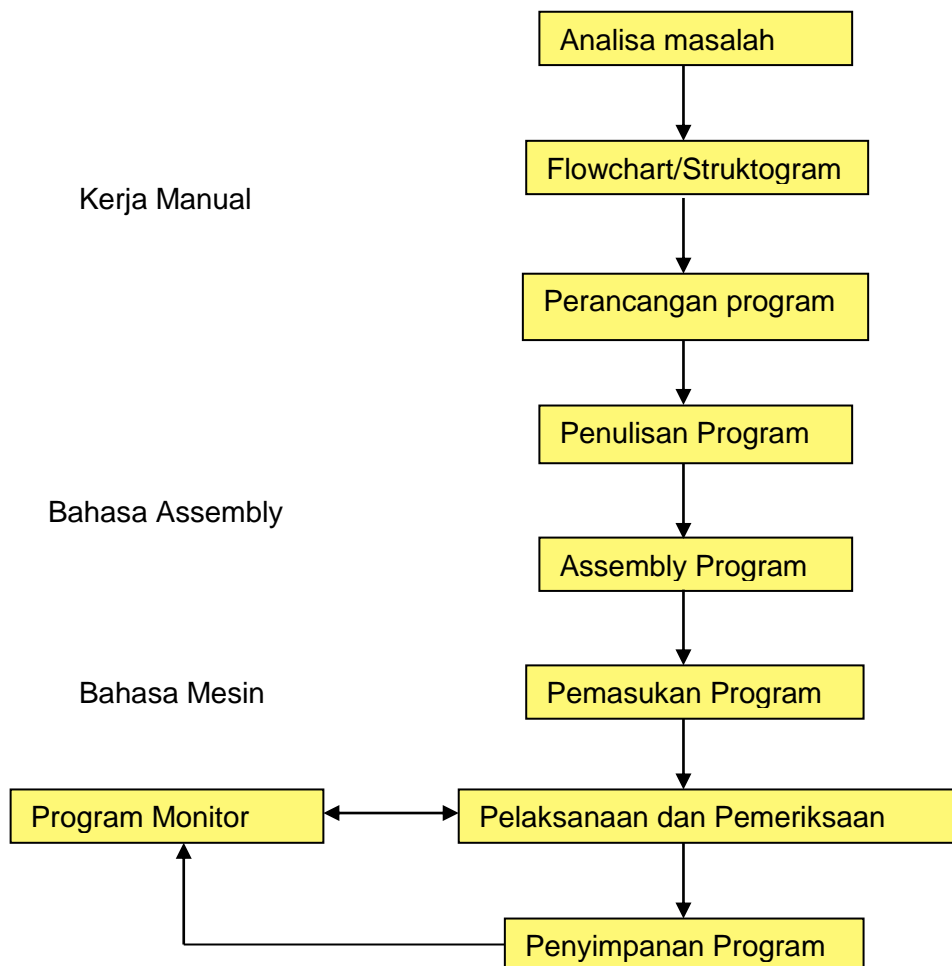 Analisa masalah
Flowchart/Struktogram
Kerja Manual
Perancangan program
Penulisan Program
Bahasa Assembly
Assembly Program
Bahasa Mesin
Pemasukan Program
Program Monitor
Pelaksanaan dan Pemeriksaan
Penyimpanan Program